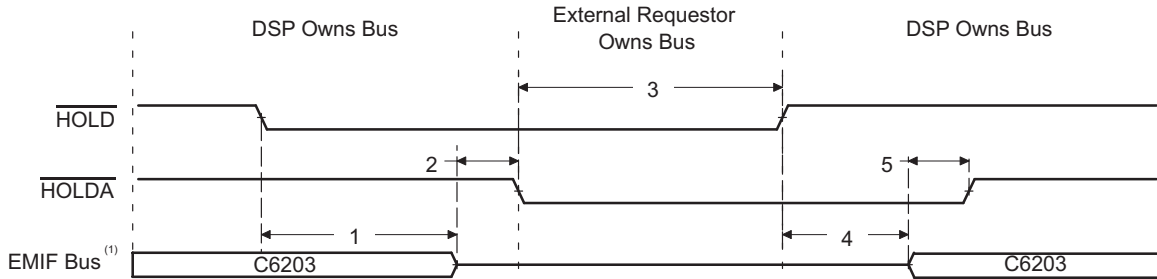 DSP Owns Bus
External Requestor
Owns Bus
DSP Owns Bus
3
HOLD
2
5
HOLDA
1
4
EMIF Bus (1)
C6203
C6203